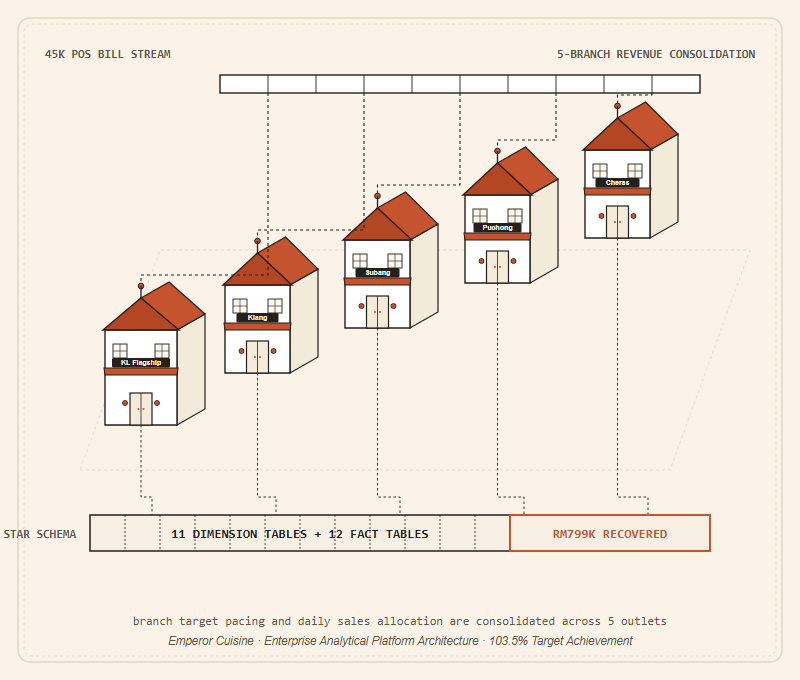 45K POS BILL STREAM
5-BRANCH REVENUE CONSOLIDATION
Cheras
Puohong
Subang
Klang
KL Flagship
STAR SCHEMA
11 DIMENSION TABLES + 12 FACT TABLES
RM799K RECOVERED
branch target pacing and daily sales allocation are consolidated across 5 outlets
Emperor Cuisine · Enterprise Analytical Platform Architecture · 103.5% Target Achievement